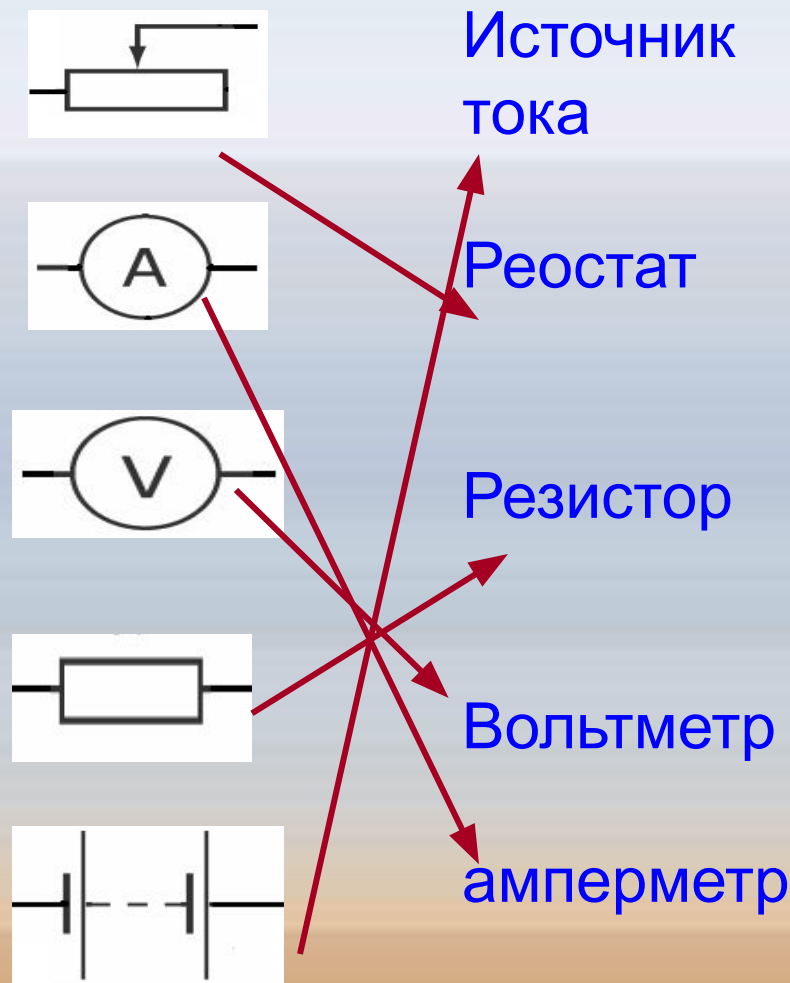 Источник
тока
A
Реостат
V
Резистор
Вольтметр
амперметр